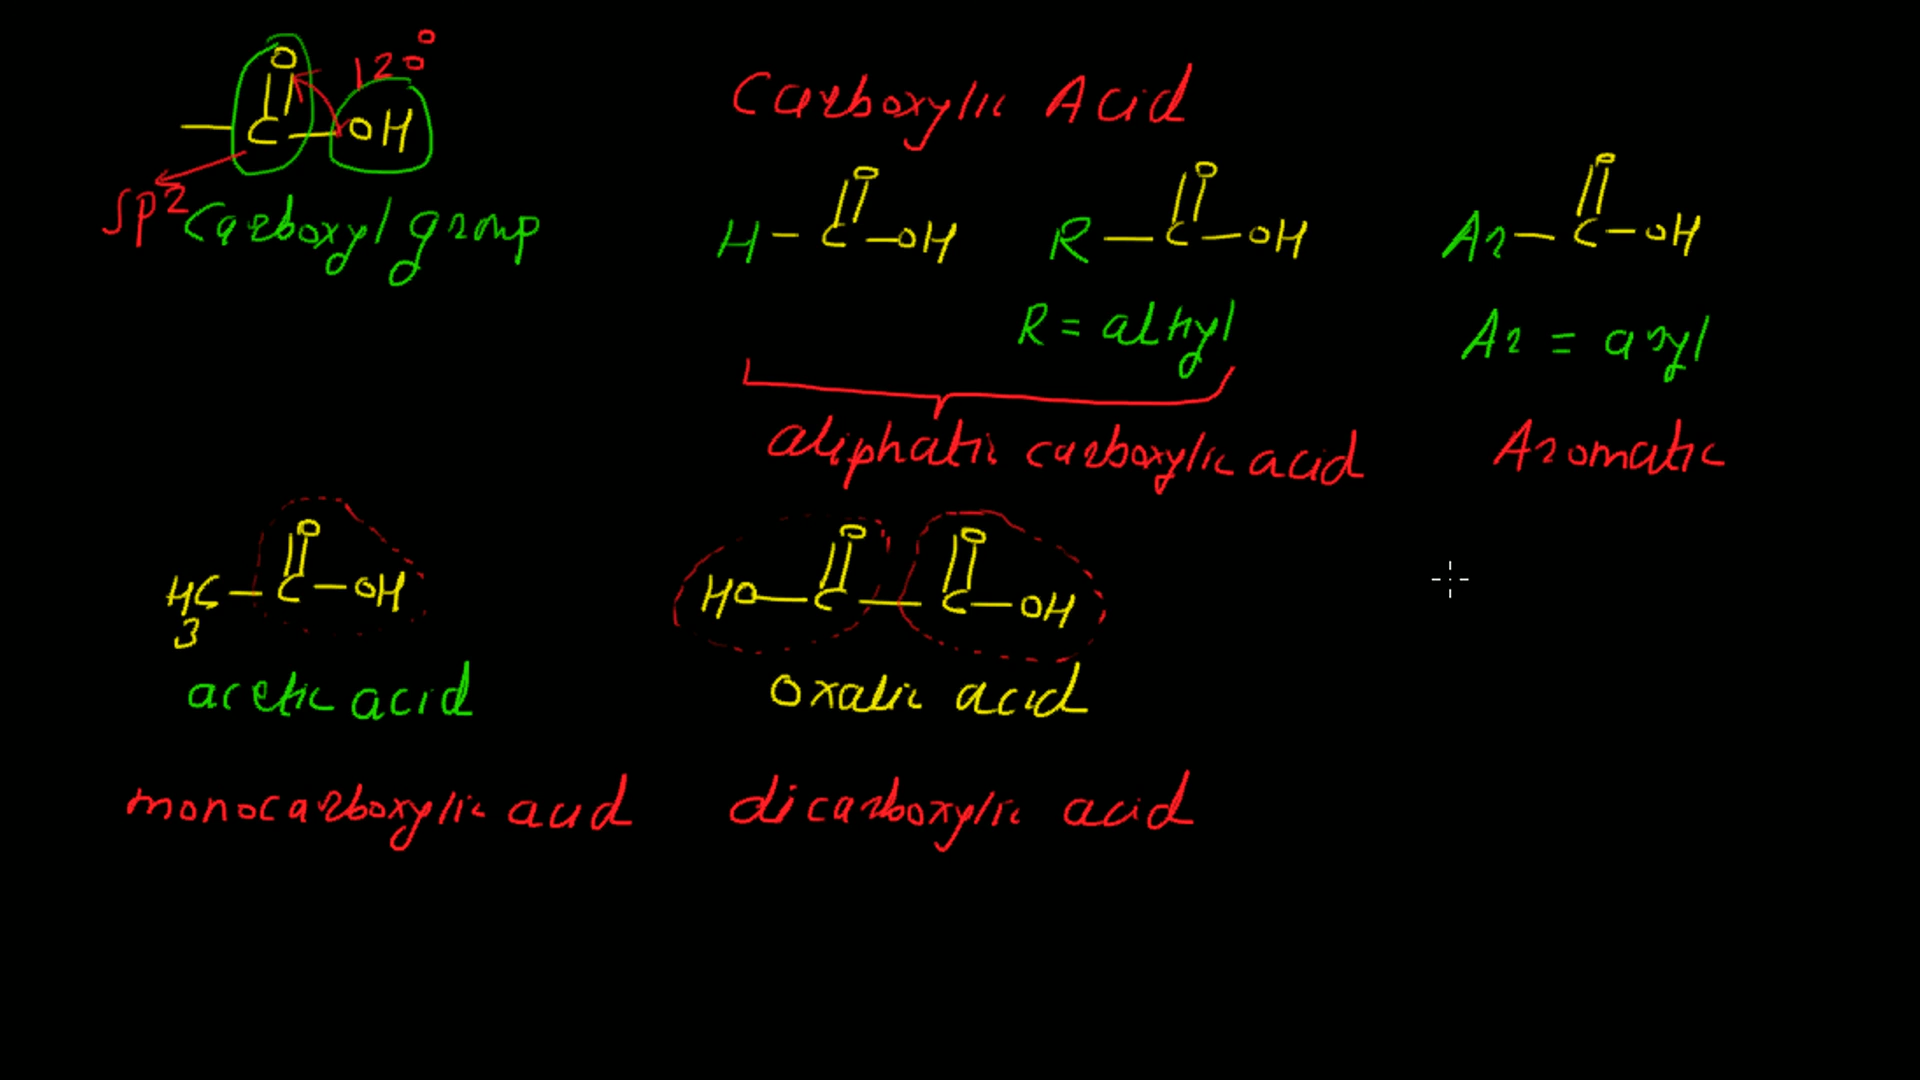 O 120°
— C — OH
sp² Carboxyl group
Carboxylic Acid
O O O
H — C — OH R — C — OH Ar — C — OH
R = alkyl Ar = aryl
aliphatic carboxylic acid Aromatic
O O O
H₃C — C — OH HO — C — C — OH
acetic acid Oxalic acid
monocarboxylic acid dicarboxylic acid